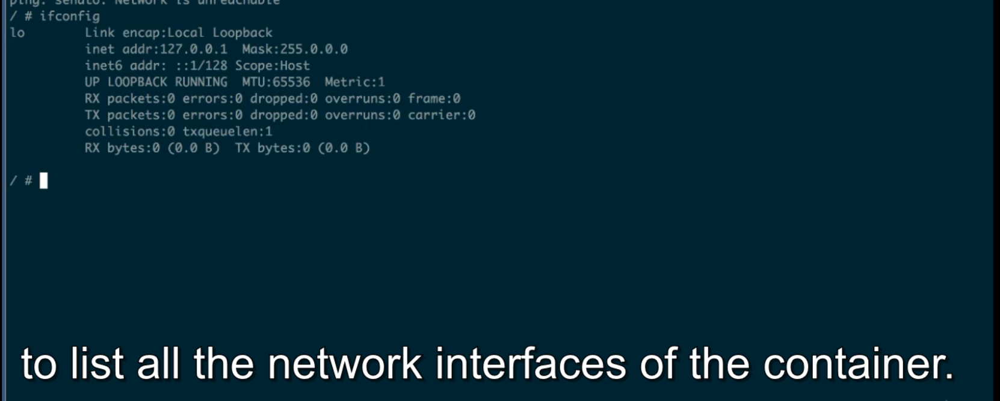 ping: sendto: Network is unreachable
/ # ifconfig
lo Link encap:Local Loopback
inet addr:127.0.0.1 Mask:255.0.0.0
inet6 addr: ::1/128 Scope:Host
UP LOOPBACK RUNNING MTU:65536 Metric:1
RX packets:0 errors:0 dropped:0 overruns:0 frame:0
TX packets:0 errors:0 dropped:0 overruns:0 carrier:0
collisions:0 txqueuelen:1
RX bytes:0 (0.0 B) TX bytes:0 (0.0 B)
/ #
to list all the network interfaces of the container.